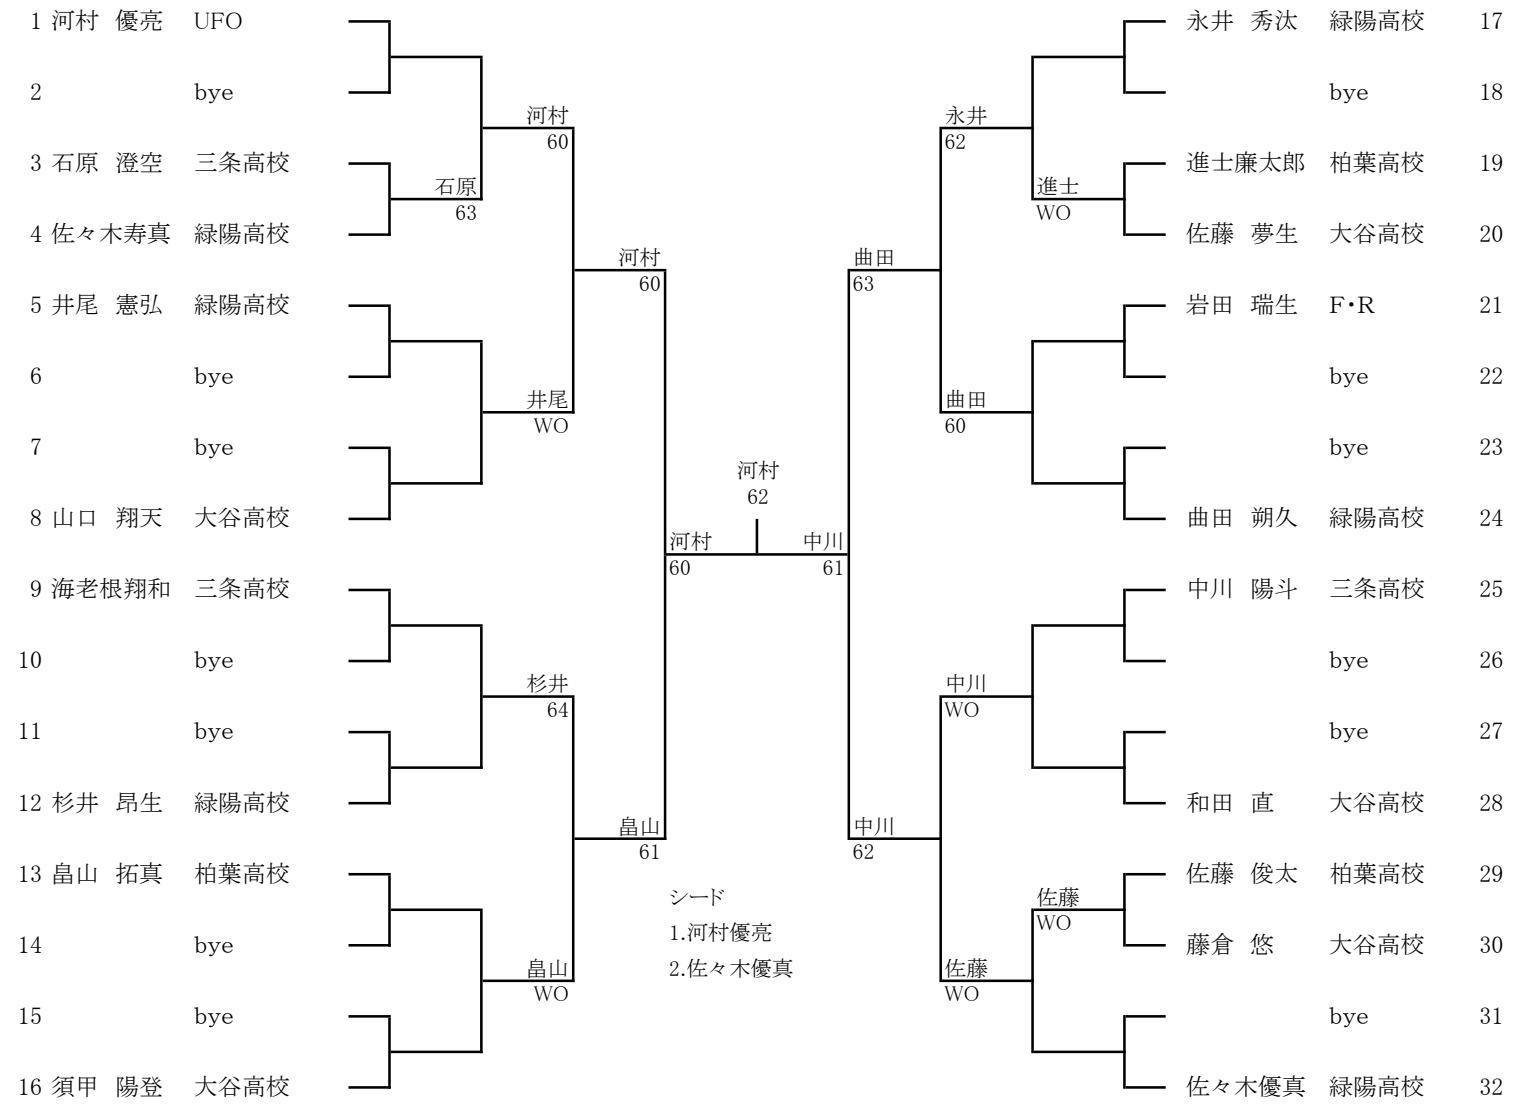 1 河村 優亮 UFO
2 bye
3 石原 澄空 三条高校
4 佐々木寿真 緑陽高校
5 井尾 憲弘 緑陽高校
6 bye
7 bye
8 山口 翔天 大谷高校
9 海老根翔和 三条高校
10 bye
11 bye
12 杉井 昂生 緑陽高校
13 畠山 拓真 柏葉高校
14 bye
15 bye
16 須甲 陽登 大谷高校
石原
63
河村
60
井尾
WO
杉井
64
畠山
WO
河村
60
畠山
61
河村
60
河村
62
中川
61
曲田
63
中川
62
永井
62
曲田
60
中川
WO
佐藤
WO
進士
WO
佐藤
WO
シード
1.河村優亮
2.佐々木優真
永井 秀汰 緑陽高校 17
bye 18
進士廉太郎 柏葉高校 19
佐藤 夢生 大谷高校 20
岩田 瑞生 F・R 21
bye 22
bye 23
曲田 朔久 緑陽高校 24
中川 陽斗 三条高校 25
bye 26
bye 27
和田 直 大谷高校 28
佐藤 俊太 柏葉高校 29
藤倉 悠 大谷高校 30
bye 31
佐々木優真 緑陽高校 32